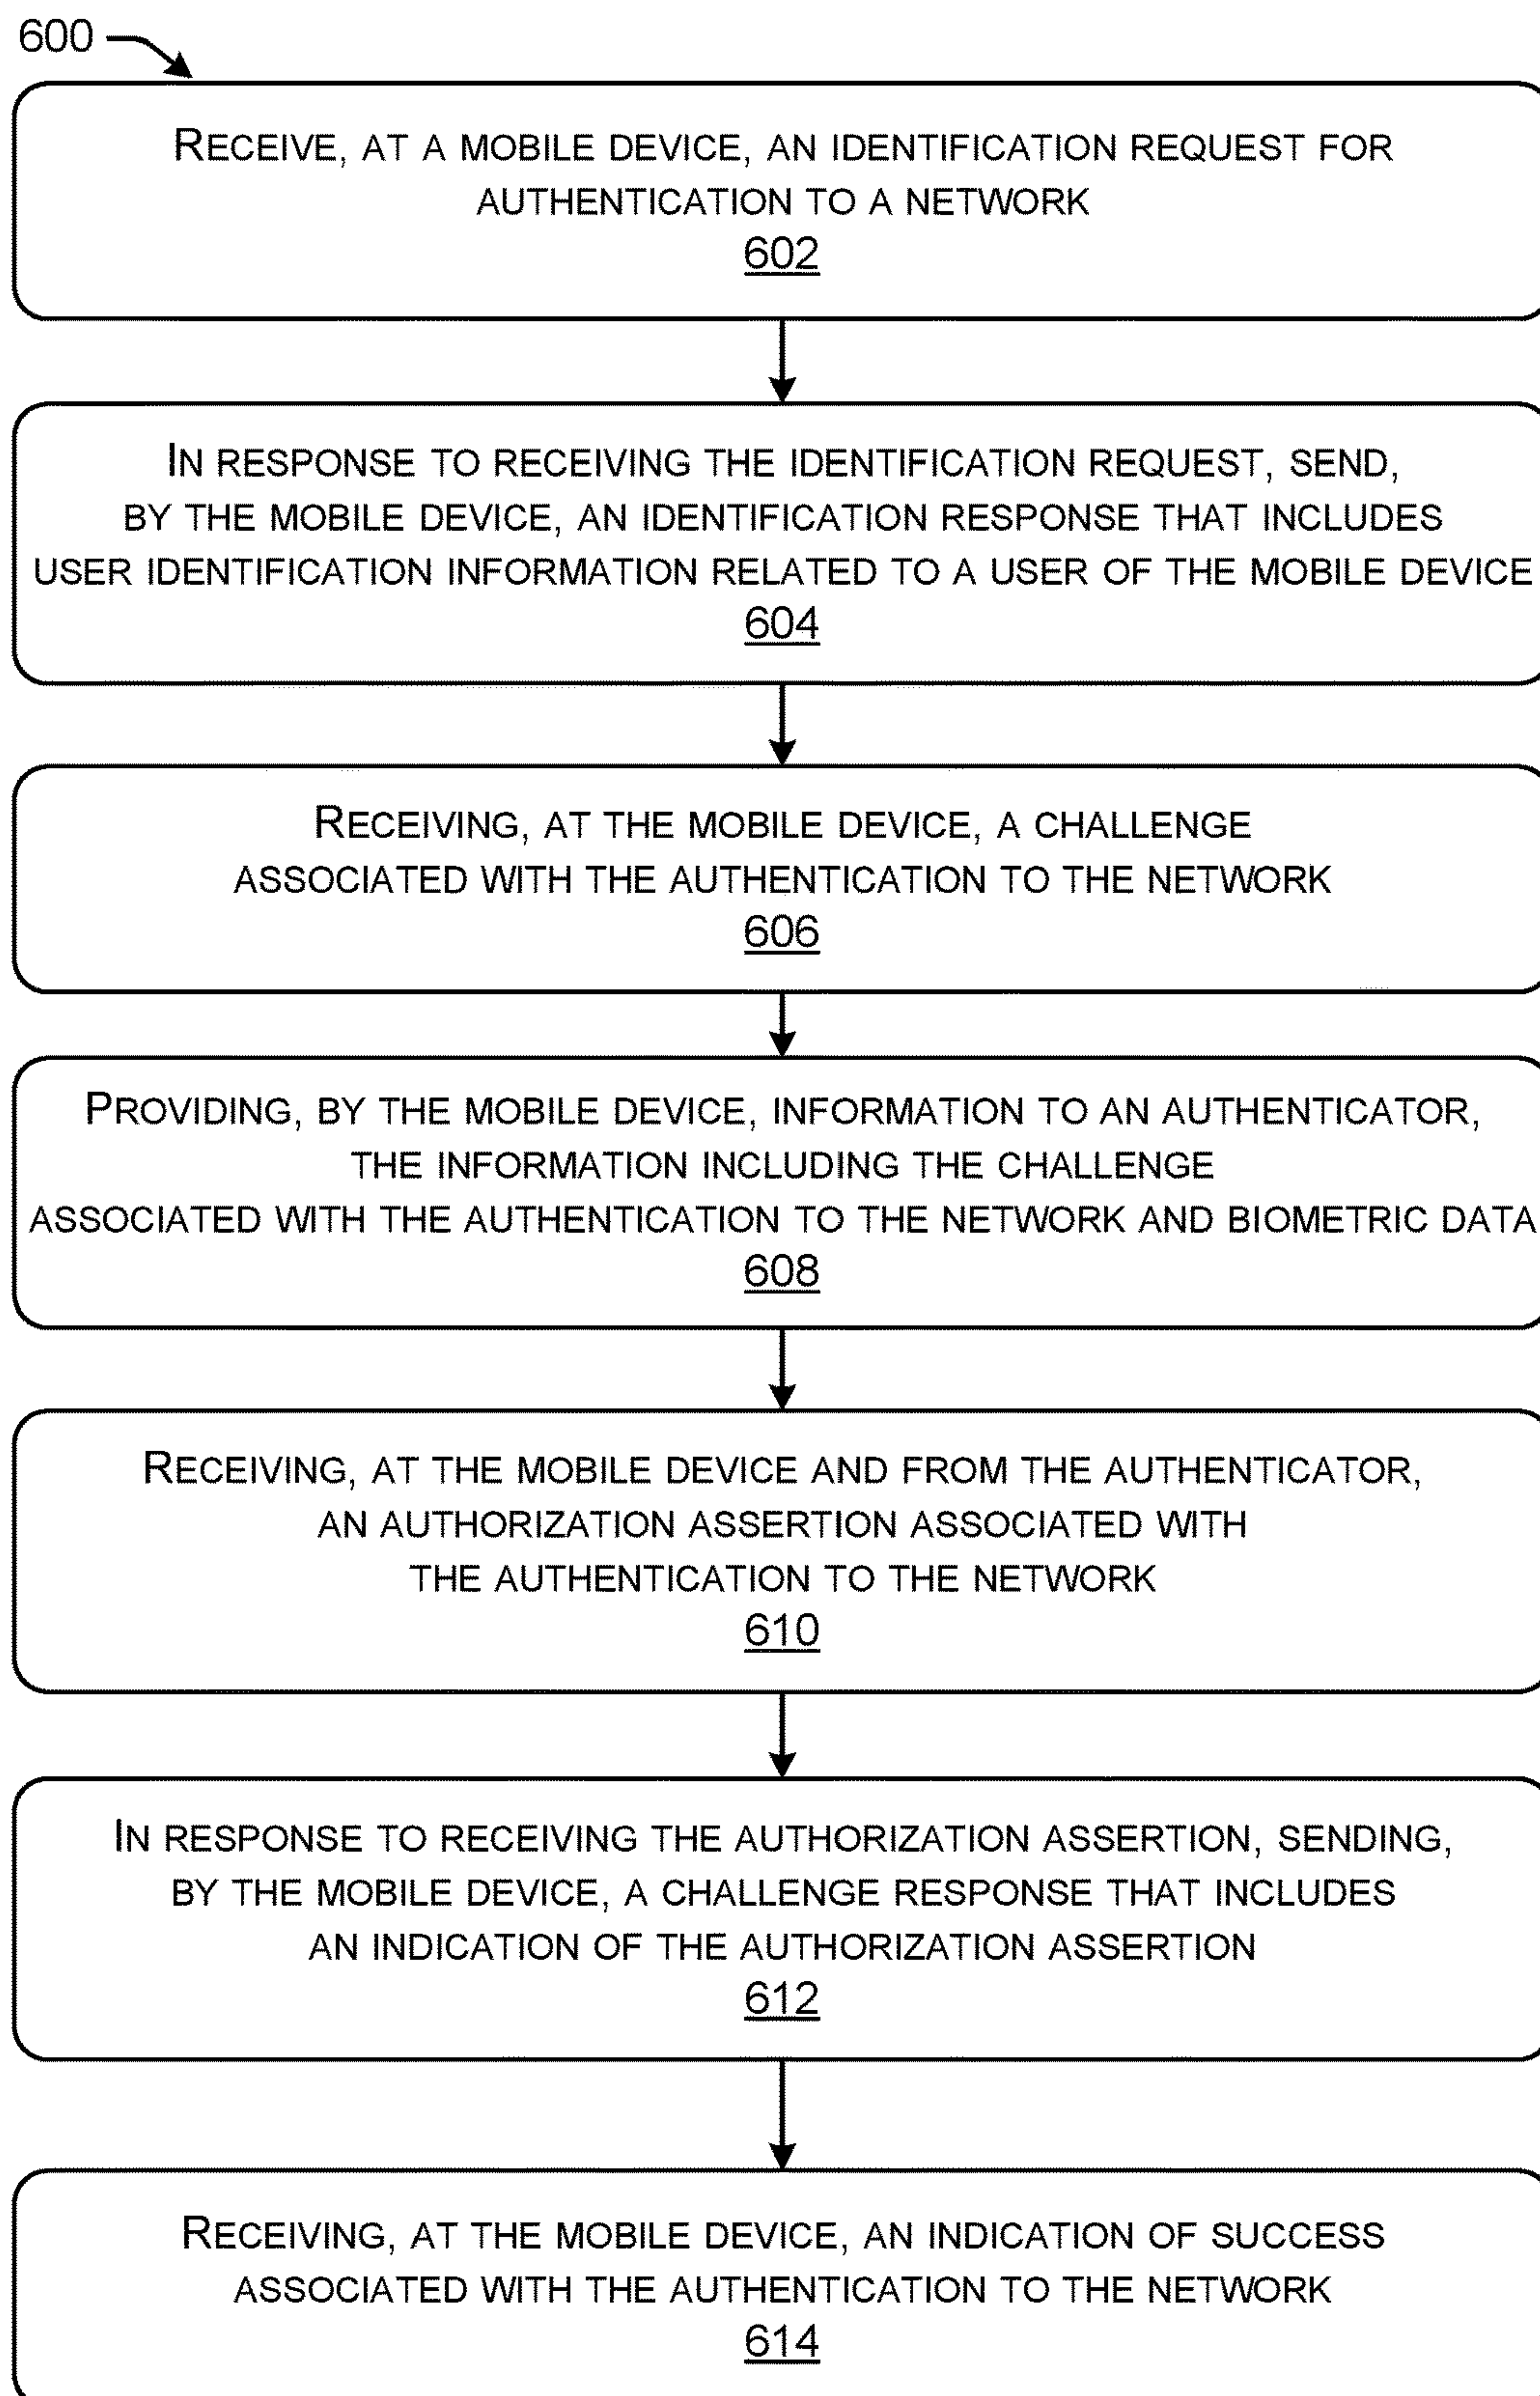 600
RECEIVE, AT A MOBILE DEVICE, AN IDENTIFICATION REQUEST FOR
AUTHENTICATION TO A NETWORK
602
IN RESPONSE TO RECEIVING THE IDENTIFICATION REQUEST, SEND,
BY THE MOBILE DEVICE, AN IDENTIFICATION RESPONSE THAT INCLUDES
USER IDENTIFICATION INFORMATION RELATED TO A USER OF THE MOBILE DEVICE
604
RECEIVING, AT THE MOBILE DEVICE, A CHALLENGE
ASSOCIATED WITH THE AUTHENTICATION TO THE NETWORK
606
PROVIDING, BY THE MOBILE DEVICE, INFORMATION TO AN AUTHENTICATOR,
THE INFORMATION INCLUDING THE CHALLENGE
ASSOCIATED WITH THE AUTHENTICATION TO THE NETWORK AND BIOMETRIC DATA
608
RECEIVING, AT THE MOBILE DEVICE AND FROM THE AUTHENTICATOR,
AN AUTHORIZATION ASSERTION ASSOCIATED WITH
THE AUTHENTICATION TO THE NETWORK
610
IN RESPONSE TO RECEIVING THE AUTHORIZATION ASSERTION, SENDING,
BY THE MOBILE DEVICE, A CHALLENGE RESPONSE THAT INCLUDES
AN INDICATION OF THE AUTHORIZATION ASSERTION
612
RECEIVING, AT THE MOBILE DEVICE, AN INDICATION OF SUCCESS
ASSOCIATED WITH THE AUTHENTICATION TO THE NETWORK
614